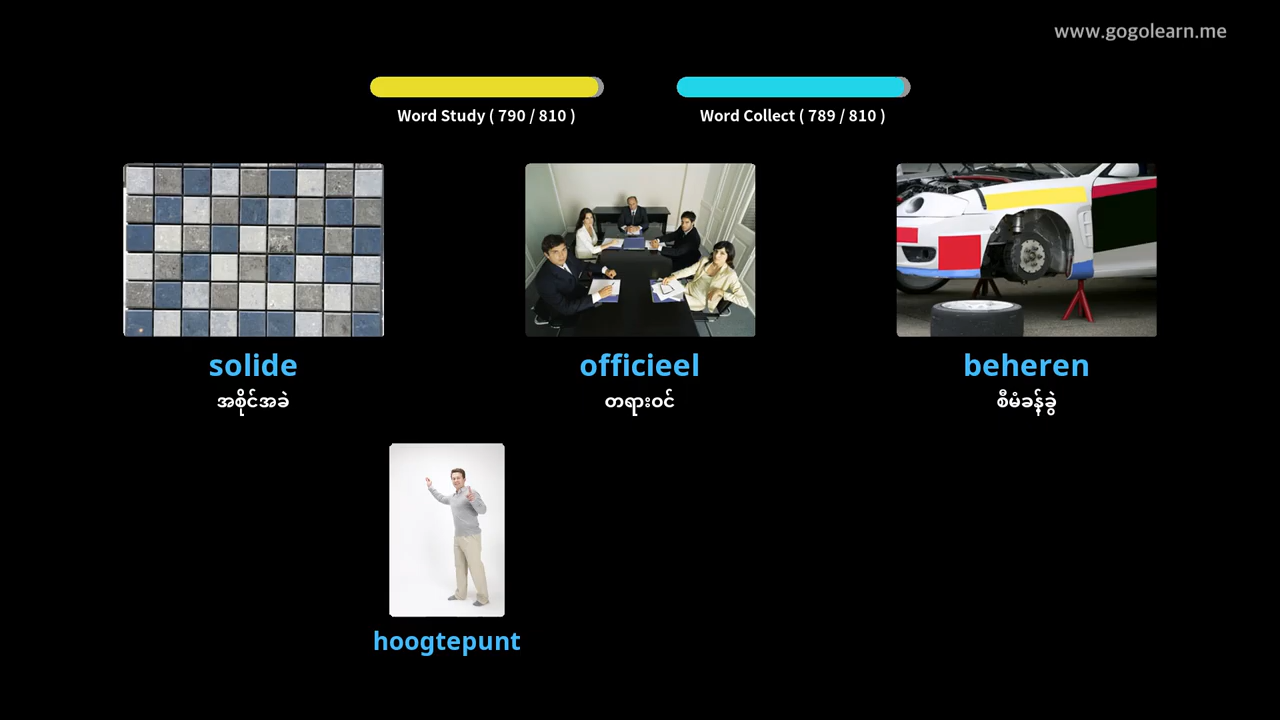 www.gogolearn.me
Word Study ( 790 / 810 )
Word Collect ( 789 / 810 )
solide
officieel
beheren
အစိုင်အခဲ
တရားဝင်
စီမံခန့်ခွဲ
hoogtepunt